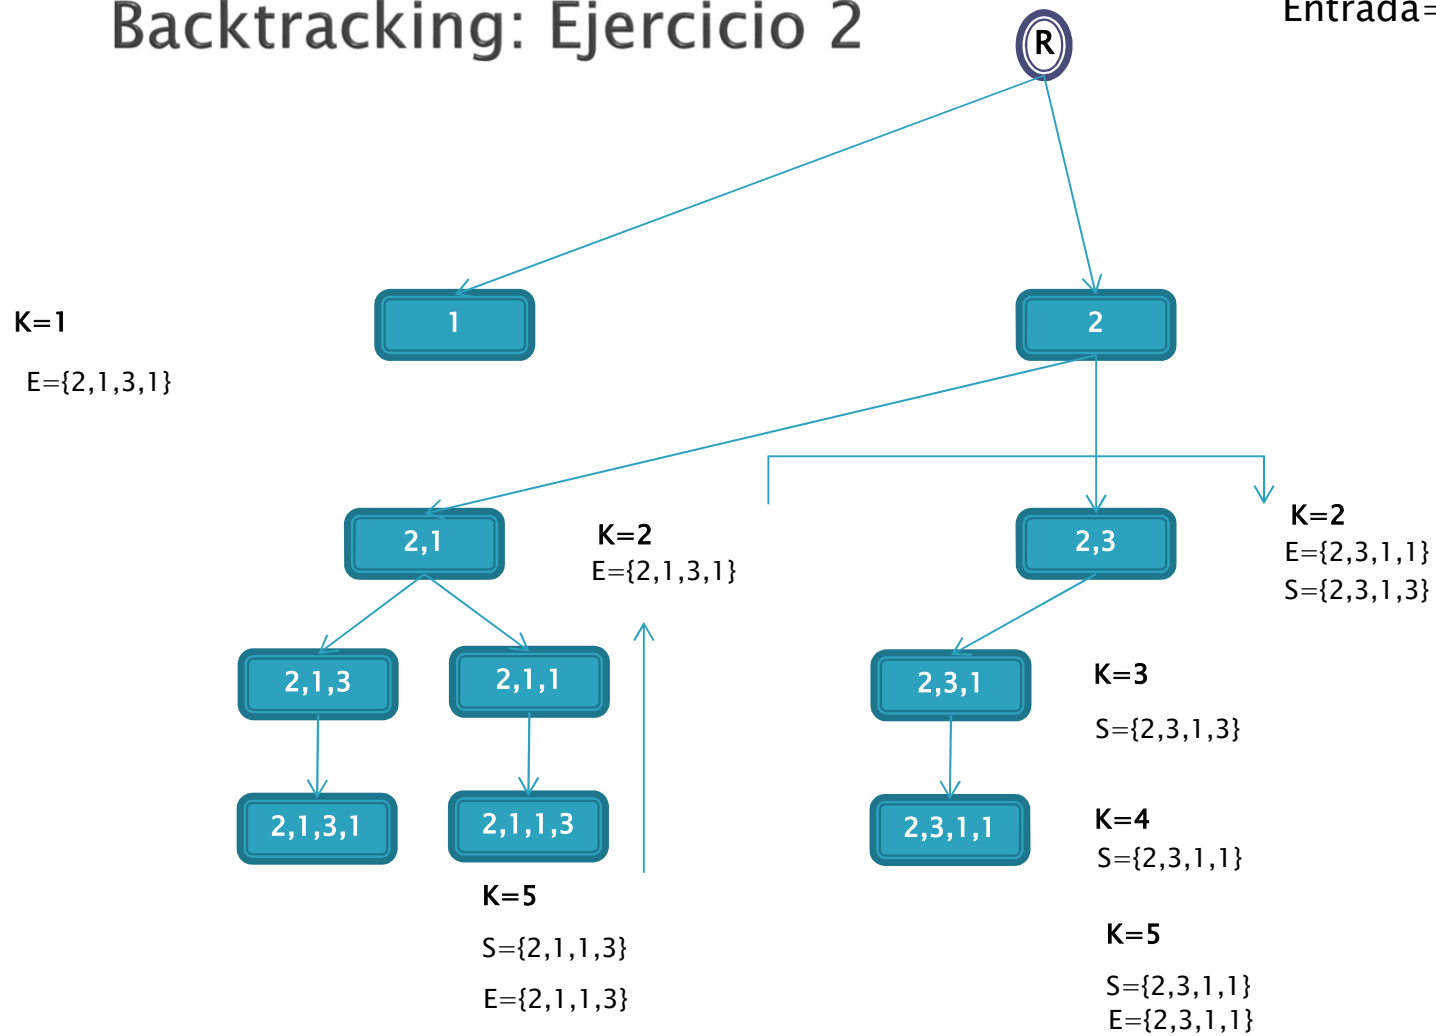 Backtracking: Ejercicio 2
Entrada=
R
K=1
1
2
E={2,1,3,1}
2,1
K=2
E={2,1,3,1}
2,3
K=2
E={2,3,1,1}
S={2,3,1,3}
2,1,3
2,1,1
2,3,1
K=3
S={2,3,1,3}
2,1,3,1
2,1,1,3
2,3,1,1
K=4
S={2,3,1,1}
K=5
S={2,1,1,3}
E={2,1,1,3}
K=5
S={2,3,1,1}
E={2,3,1,1}